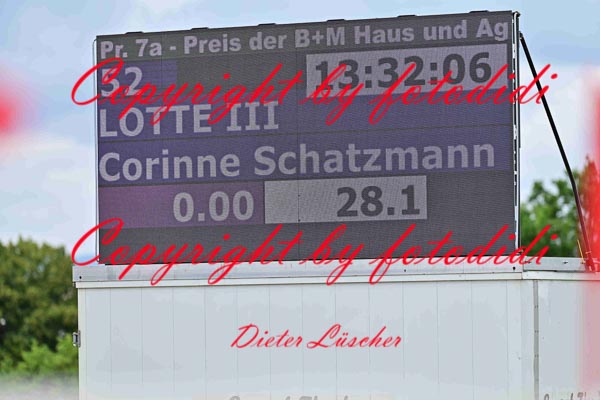 Pr. 7a - Preis der B+M Haus und Ag
32 13:32:06
Copyright by fotodidi
LOTTE III
Corinne Schatzmann
0.00 28.1
Copyright by fotodidi
Dieter Lüscher